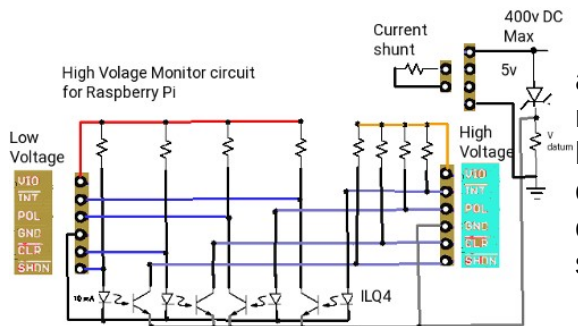 400v DC
Max
Current
shunt
5v
High Volage Monitor circuit
for Raspberry Pi
V
datum
Low
Voltage
High
Voltage
VIO
INT
POL
GND
CLR
SHDN
VIO
INT
POL
GND
CLR
SHDN
10 mA
ILQ4